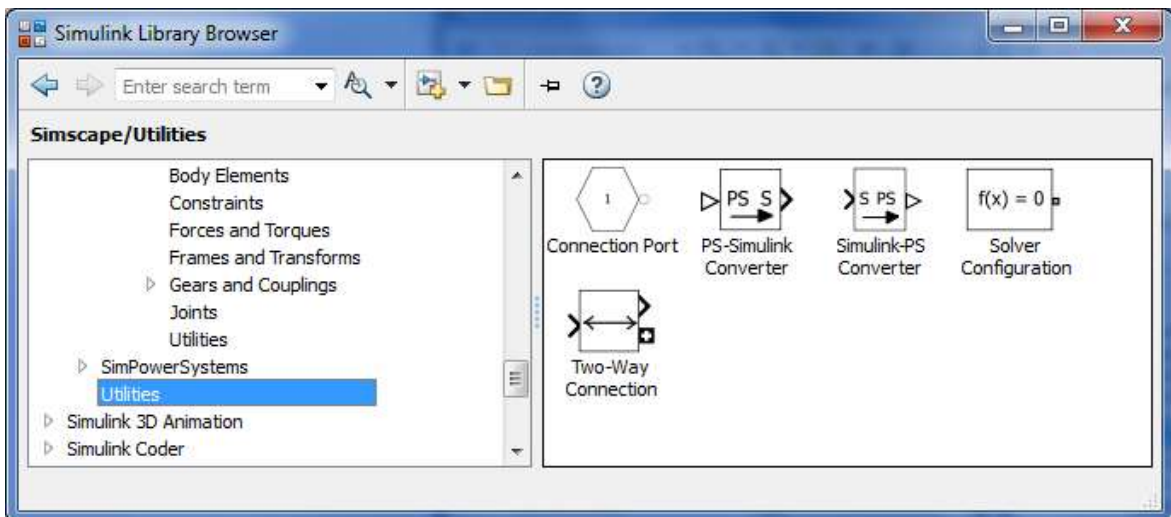 Simulink Library Browser
Enter search term
Simscape/Utilities
Body Elements
Constraints
Forces and Torques
Frames and Transforms
Gears and Couplings
Joints
Utilities
SimPowerSystems
Utilities
Simulink 3D Animation
Simulink Coder
1
PS S
S PS
f(x) = 0
Connection Port
PS-Simulink
Converter
Simulink-PS
Converter
Solver
Configuration
Two-Way
Connection